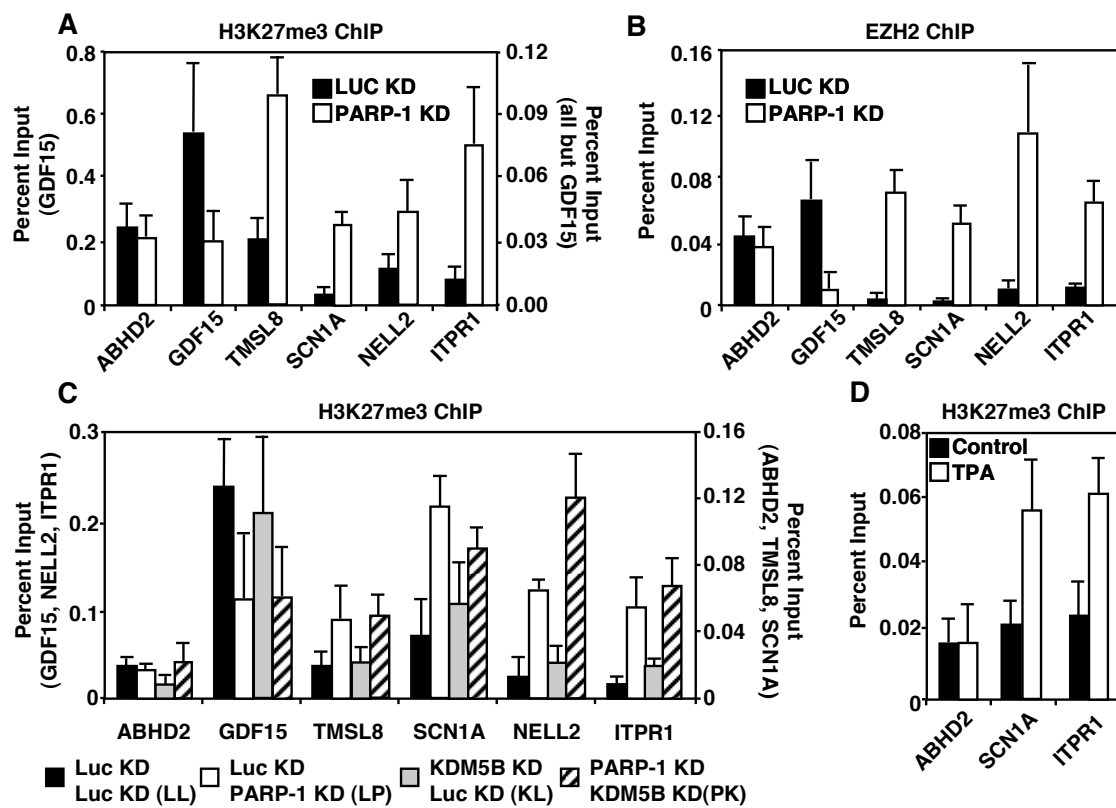 A
H3K27me3 ChIP
Percent Input
(GDF15)
0.8
0.6
0.4
0.2
0
LUC KD
PARP-1 KD
0.12
0.09
0.06
0.03
0.00
Percent Input
(all but GDF15)
ABHD2
GDF15
TMSL8
SCN1A
NELL2
ITPR1
B
EZH2 ChIP
Percent Input
0.16
0.12
0.08
0.04
0
LUC KD
PARP-1 KD
ABHD2
GDF15
TMSL8
SCN1A
NELL2
ITPR1
C
H3K27me3 ChIP
Percent Input
(GDF15, NELL2, ITPR1)
0.3
0.2
0.1
0
0.16
0.12
0.08
0.04
0
Percent Input
(ABHD2, TMSL8, SCN1A)
ABHD2
GDF15
TMSL8
SCN1A
NELL2
ITPR1
Luc KD
Luc KD (LL)
Luc KD
PARP-1 KD (LP)
KDM5B KD
Luc KD (KL)
PARP-1 KD
KDM5B KD(PK)
D
H3K27me3 ChIP
Percent Input
0.08
0.06
0.04
0.02
0
Control
TPA
ABHD2
SCN1A
ITPR1